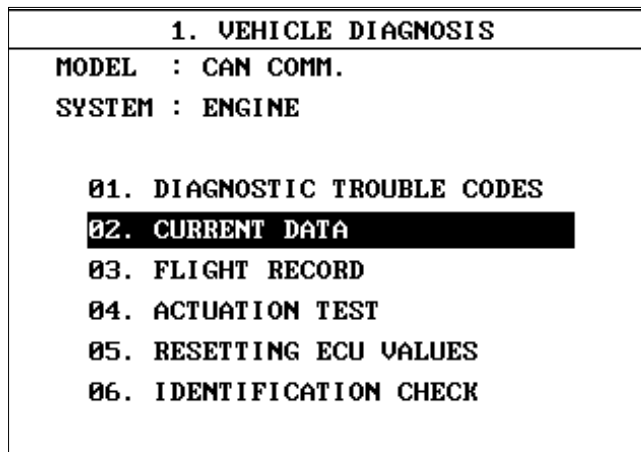 1. VEHICLE DIAGNOSIS
MODEL : CAN COMM.
SYSTEM : ENGINE
01. DIAGNOSTIC TROUBLE CODES
02. CURRENT DATA
03. FLIGHT RECORD
04. ACTUATION TEST
05. RESETTING ECU VALUES
06. IDENTIFICATION CHECK